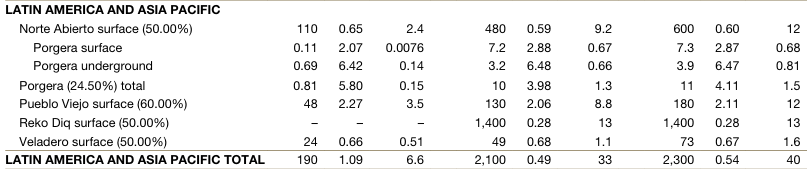 LATIN AMERICA AND ASIA PACIFIC
Norte Abierto surface (50.00%) 110 0.65 2.4 480 0.59 9.2 600 0.60 12
Porgera surface 0.11 2.07 0.0076 7.2 2.88 0.67 7.3 2.87 0.68
Porgera underground 0.69 6.42 0.14 3.2 6.48 0.66 3.9 6.47 0.81
Porgera (24.50%) total 0.81 5.80 0.15 10 3.98 1.3 11 4.11 1.5
Pueblo Viejo surface (60.00%) 48 2.27 3.5 130 2.06 8.8 180 2.11 12
Reko Diq surface (50.00%) – – – 1,400 0.28 13 1,400 0.28 13
Veladero surface (50.00%) 24 0.66 0.51 49 0.68 1.1 73 0.67 1.6
LATIN AMERICA AND ASIA PACIFIC TOTAL 190 1.09 6.6 2,100 0.49 33 2,300 0.54 40